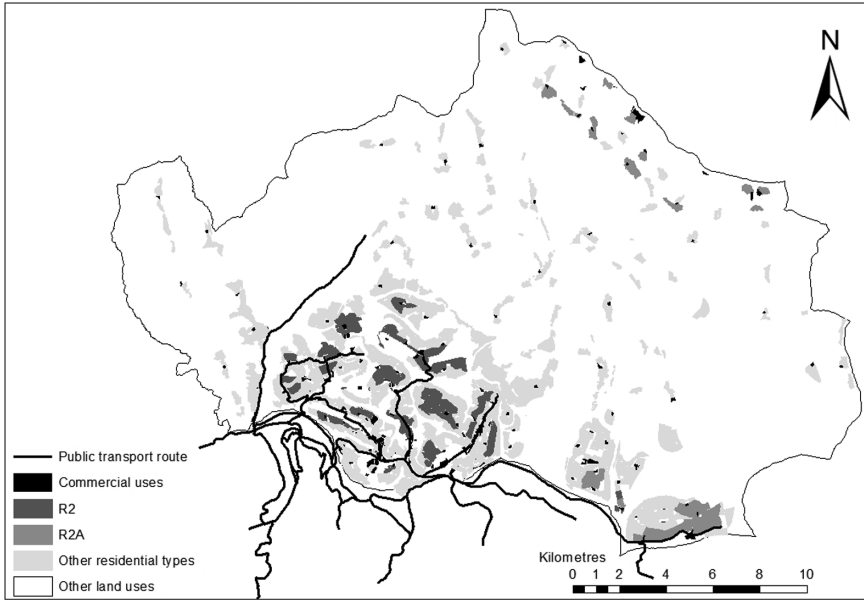 N
Public transport route
Commercial uses
R2
R2A
Other residential types
Other land uses
Kilometres
0 1 2 4 6 8 10